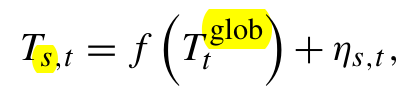 T_{s,t} = f(T_t^{glob}) + η_{s,t},